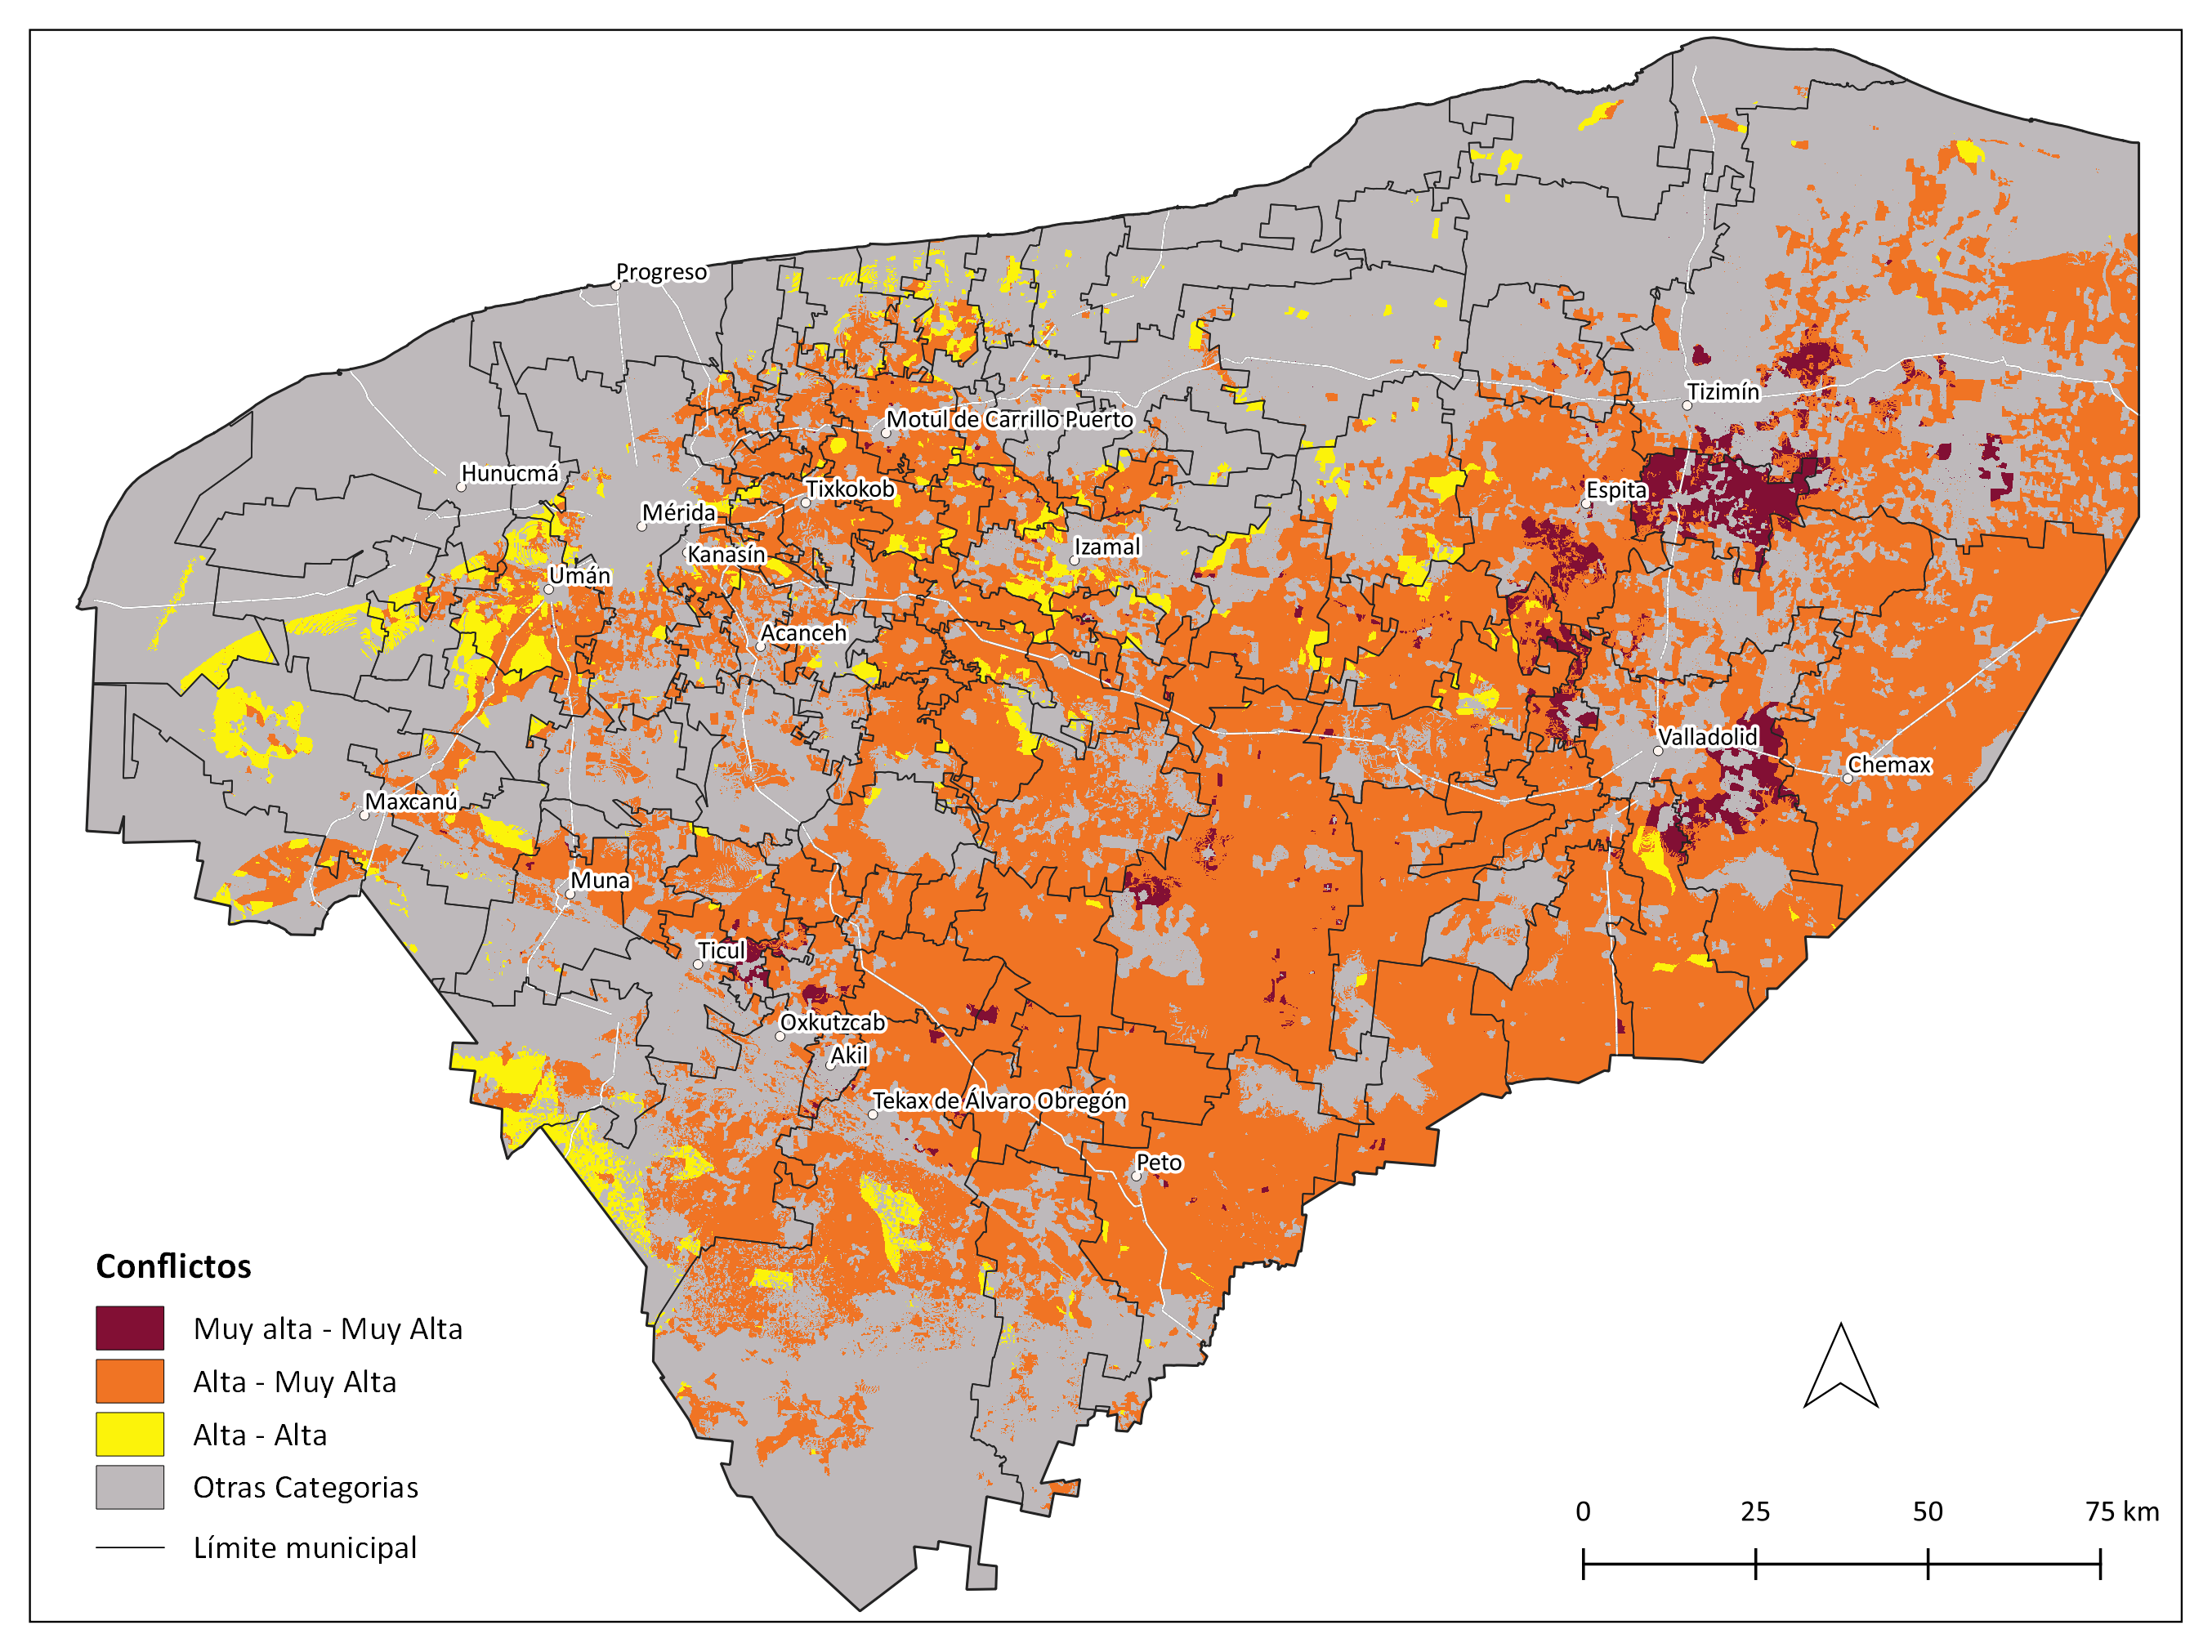 Progreso
Tizimín
Motul de Carrillo Puerto
Hunucmá
Tixkokob
Espita
Mérida
Izamal
Kanasín
Umán
Acanceh
Valladolid
Chemax
Maxcanú
Muna
Ticul
Oxkutzcab
Akil
Tekax de Álvaro Obregón
Peto
Conflictos
Muy alta - Muy Alta
Alta - Muy Alta
Alta - Alta
Otras Categorias
Límite municipal
0 25 50 75 km